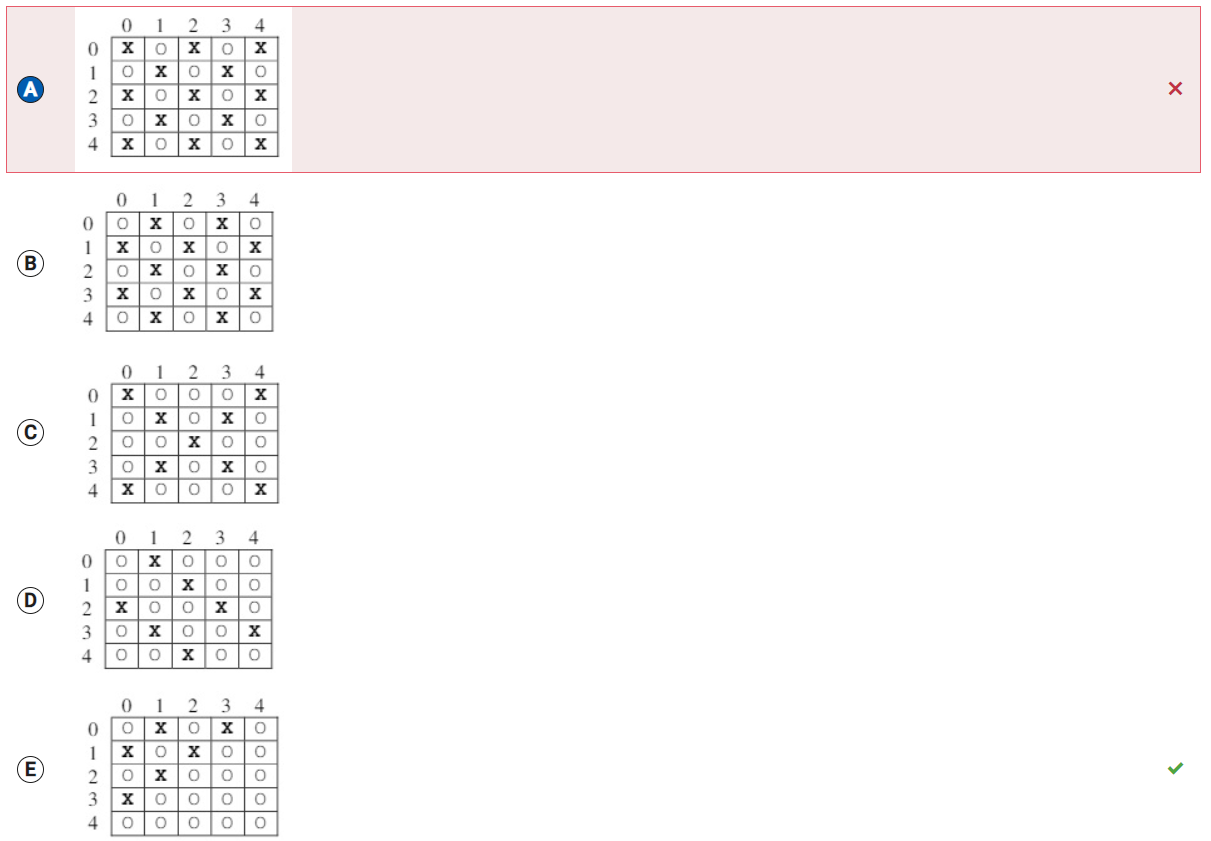 0 1 2 3 4
0 X O X O X
1 O X O X O
A 2 X O X O X
3 O X O X O
4 X O X O X
0 1 2 3 4
0 O X O X O
1 X O X O X
B 2 O X O X O
3 X O X O X
4 O X O X O
0 1 2 3 4
0 X O O O X
1 O X O X O
C 2 O O X O O
3 O X O X O
4 X O O O X
0 1 2 3 4
0 O X O O O
1 O O X O O
D 2 X O O X O
3 O X O O X
4 O O X O O
0 1 2 3 4
0 O X O X O
1 X O X O O
E 2 O X O O O
3 X O O O O
4 O O O O O